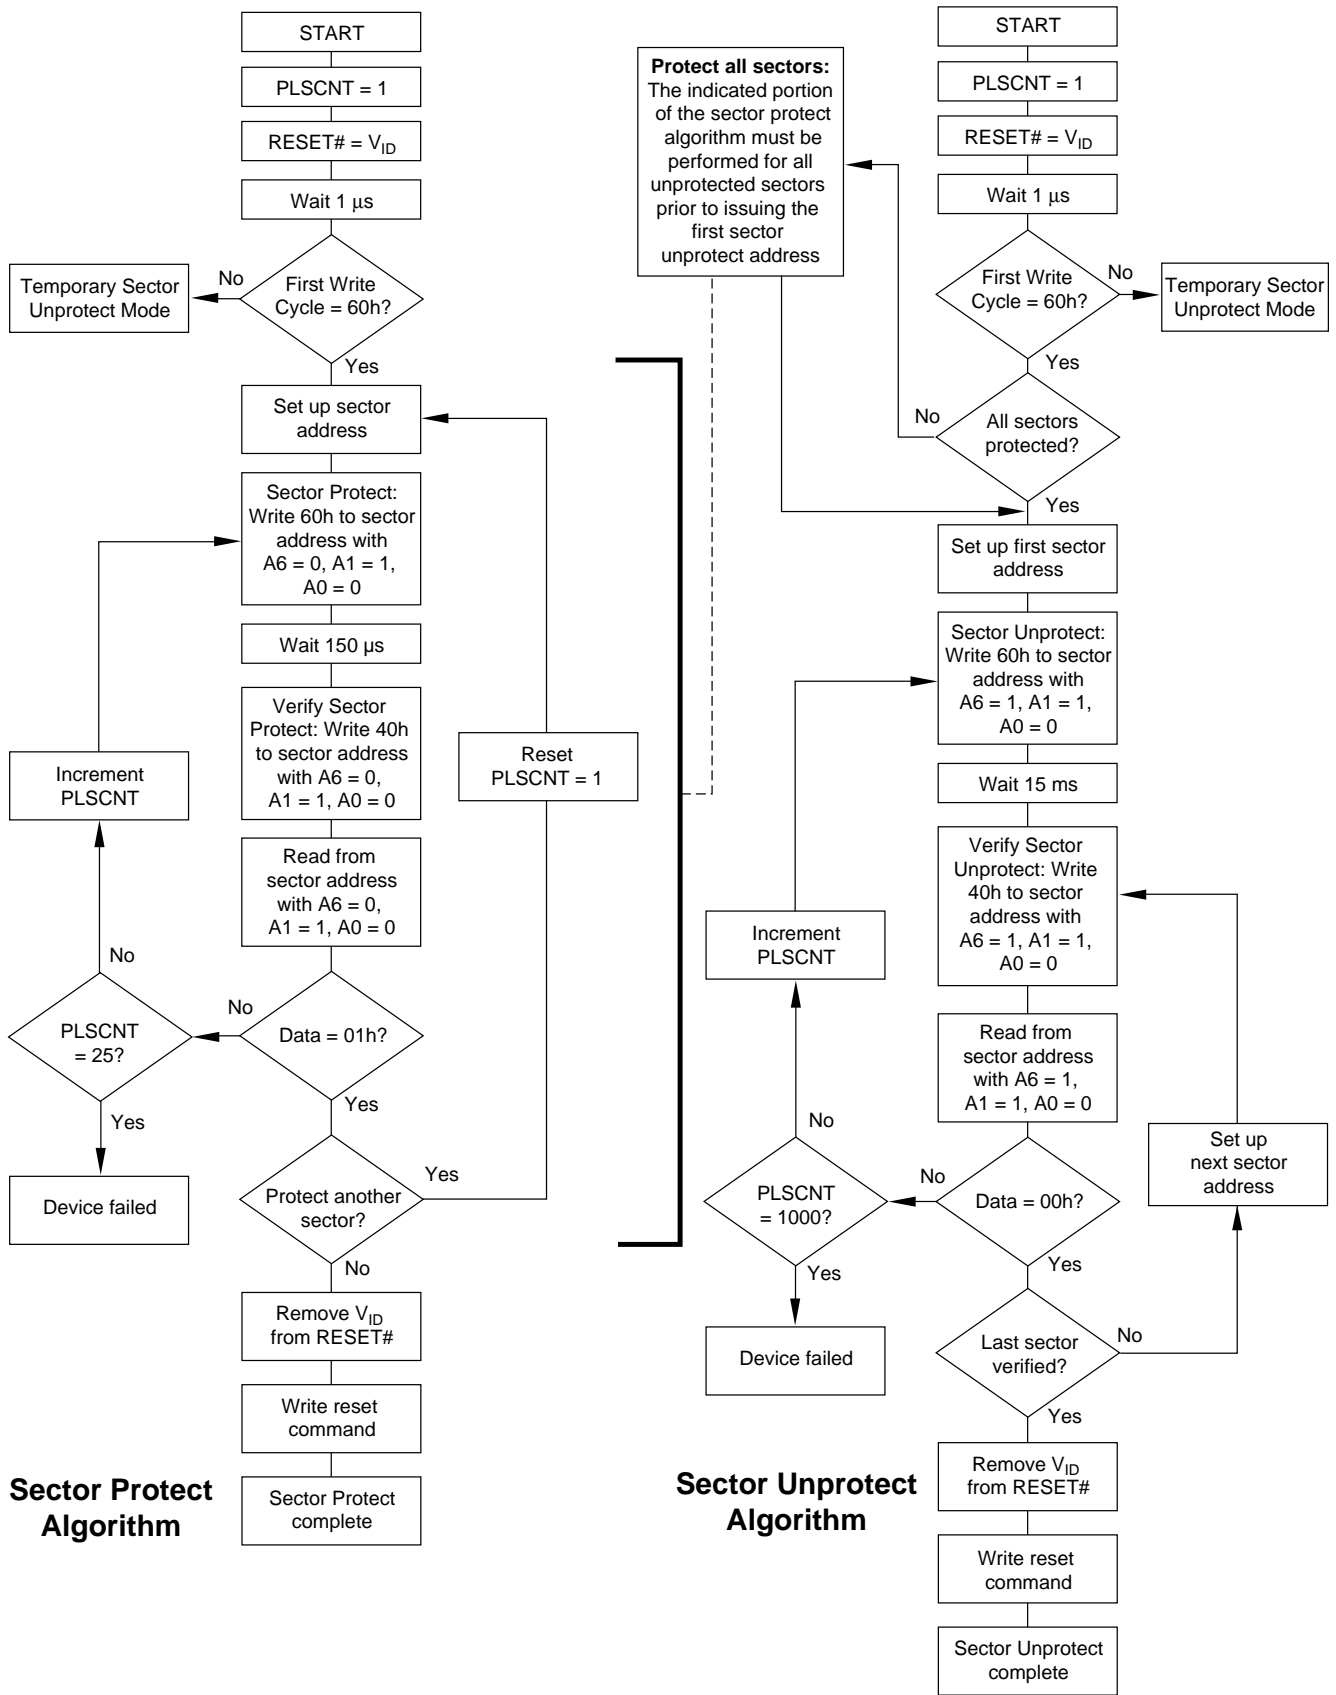 START
PLSCNT = 1
RESET# = VID
Wait 1 μs
First Write
Cycle = 60h?
No
Temporary Sector
Unprotect Mode
Yes
Set up sector
address
Sector Protect:
Write 60h to sector
address with
A6 = 0, A1 = 1,
A0 = 0
Wait 150 µs
Verify Sector
Protect: Write 40h
to sector address
with A6 = 0,
A1 = 1, A0 = 0
Reset
PLSCNT = 1
Increment
PLSCNT
Read from
sector address
with A6 = 0,
A1 = 1, A0 = 0
No
No
PLSCNT
= 25?
Data = 01h?
Yes
Yes
Device failed
Protect another
sector?
Yes
No
Remove VID
from RESET#
Write reset
command
Sector Protect
complete
Sector Protect
Algorithm
Protect all sectors:
The indicated portion
of the sector protect
algorithm must be
performed for all
unprotected sectors
prior to issuing the
first sector
unprotect address
START
PLSCNT = 1
RESET# = VID
Wait 1 μs
First Write
Cycle = 60h?
No
Temporary Sector
Unprotect Mode
Yes
No
All sectors
protected?
Yes
Set up first sector
address
Sector Unprotect:
Write 60h to sector
address with
A6 = 1, A1 = 1,
A0 = 0
Wait 15 ms
Verify Sector
Unprotect: Write
40h to sector
address with
A6 = 1, A1 = 1,
A0 = 0
Increment
PLSCNT
Read from
sector address
with A6 = 1,
A1 = 1, A0 = 0
No
No
Set up
next sector
address
PLSCNT
= 1000?
Data = 00h?
Yes
Yes
Device failed
Last sector
verified?
No
Yes
Remove VID
from RESET#
Write reset
command
Sector Unprotect
complete
Sector Unprotect
Algorithm